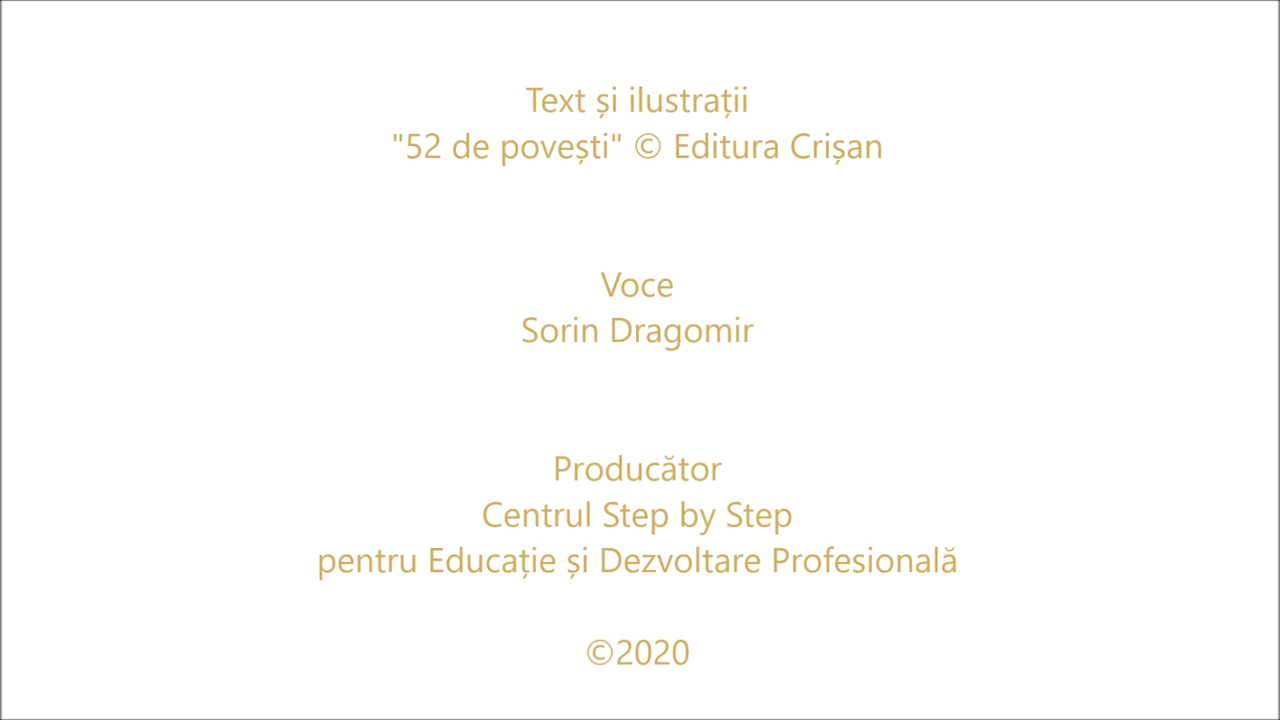 Text și ilustrații
"52 de povești" © Editura Crișan
Voce
Sorin Dragomir
Producător
Centrul Step by Step
pentru Educație și Dezvoltare Profesională
©2020